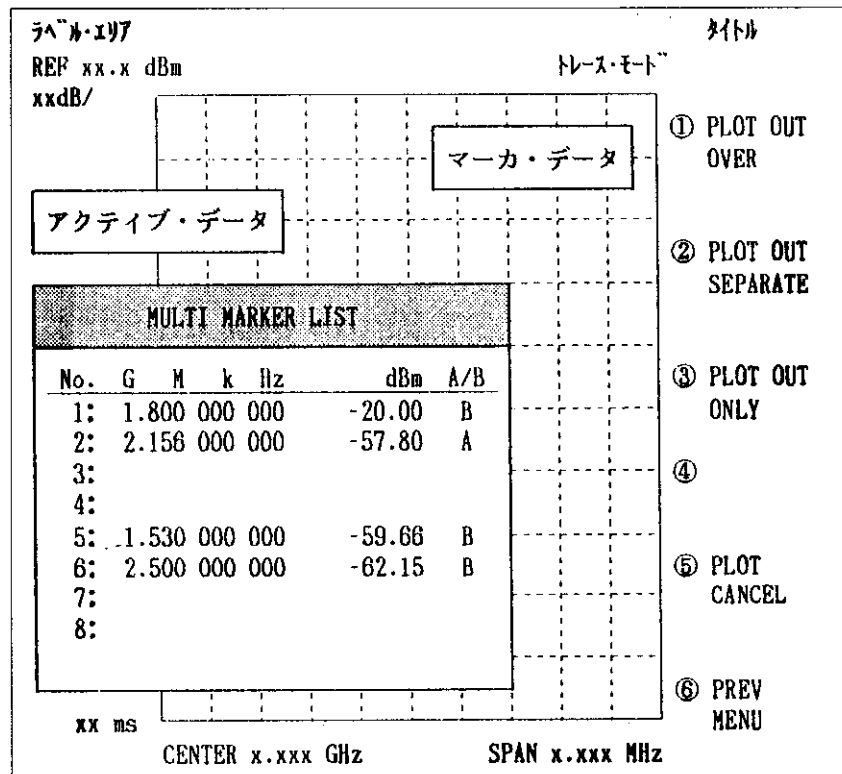 ラベル・エリア
タイトル
REF xx.x dBm
トレース・モード
xxdB/
① PLOT OUT
OVER
マーカ・データ
アクティブ・データ
② PLOT OUT
SEPARATE
MULTI MARKER LIST
No. G M k Hz dBm A/B
1: 1.800 000 000 -20.00 B
2: 2.156 000 000 -57.80 A
3:
4:
5: 1.530 000 000 -59.66 B
6: 2.500 000 000 -62.15 B
7:
8:
③ PLOT OUT
ONLY
④
⑤ PLOT
CANCEL
⑥ PREV
MENU
xx ms
CENTER x.xxx GHz
SPAN x.xxx MHz